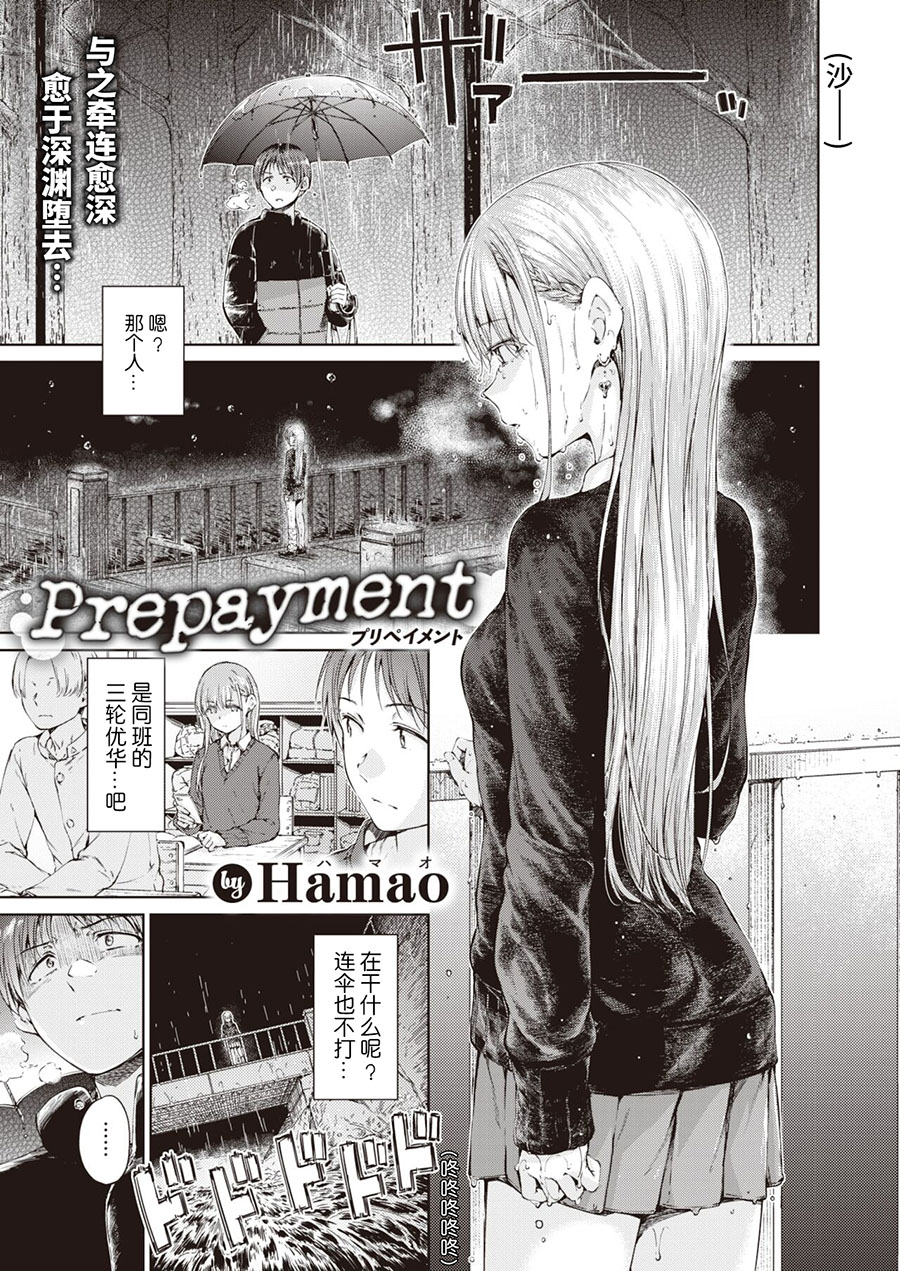 (沙——)
ザァーーッ
与之牵连愈深
愈于深渊堕去…
嗯?
那个人…
Prepayment
プリペイメント
是同班的
三轮优华…吧
by Hamao
ハマオ
在干什么呢?
连伞也不打…
ドドドドド
(咚咚咚咚咚)
……